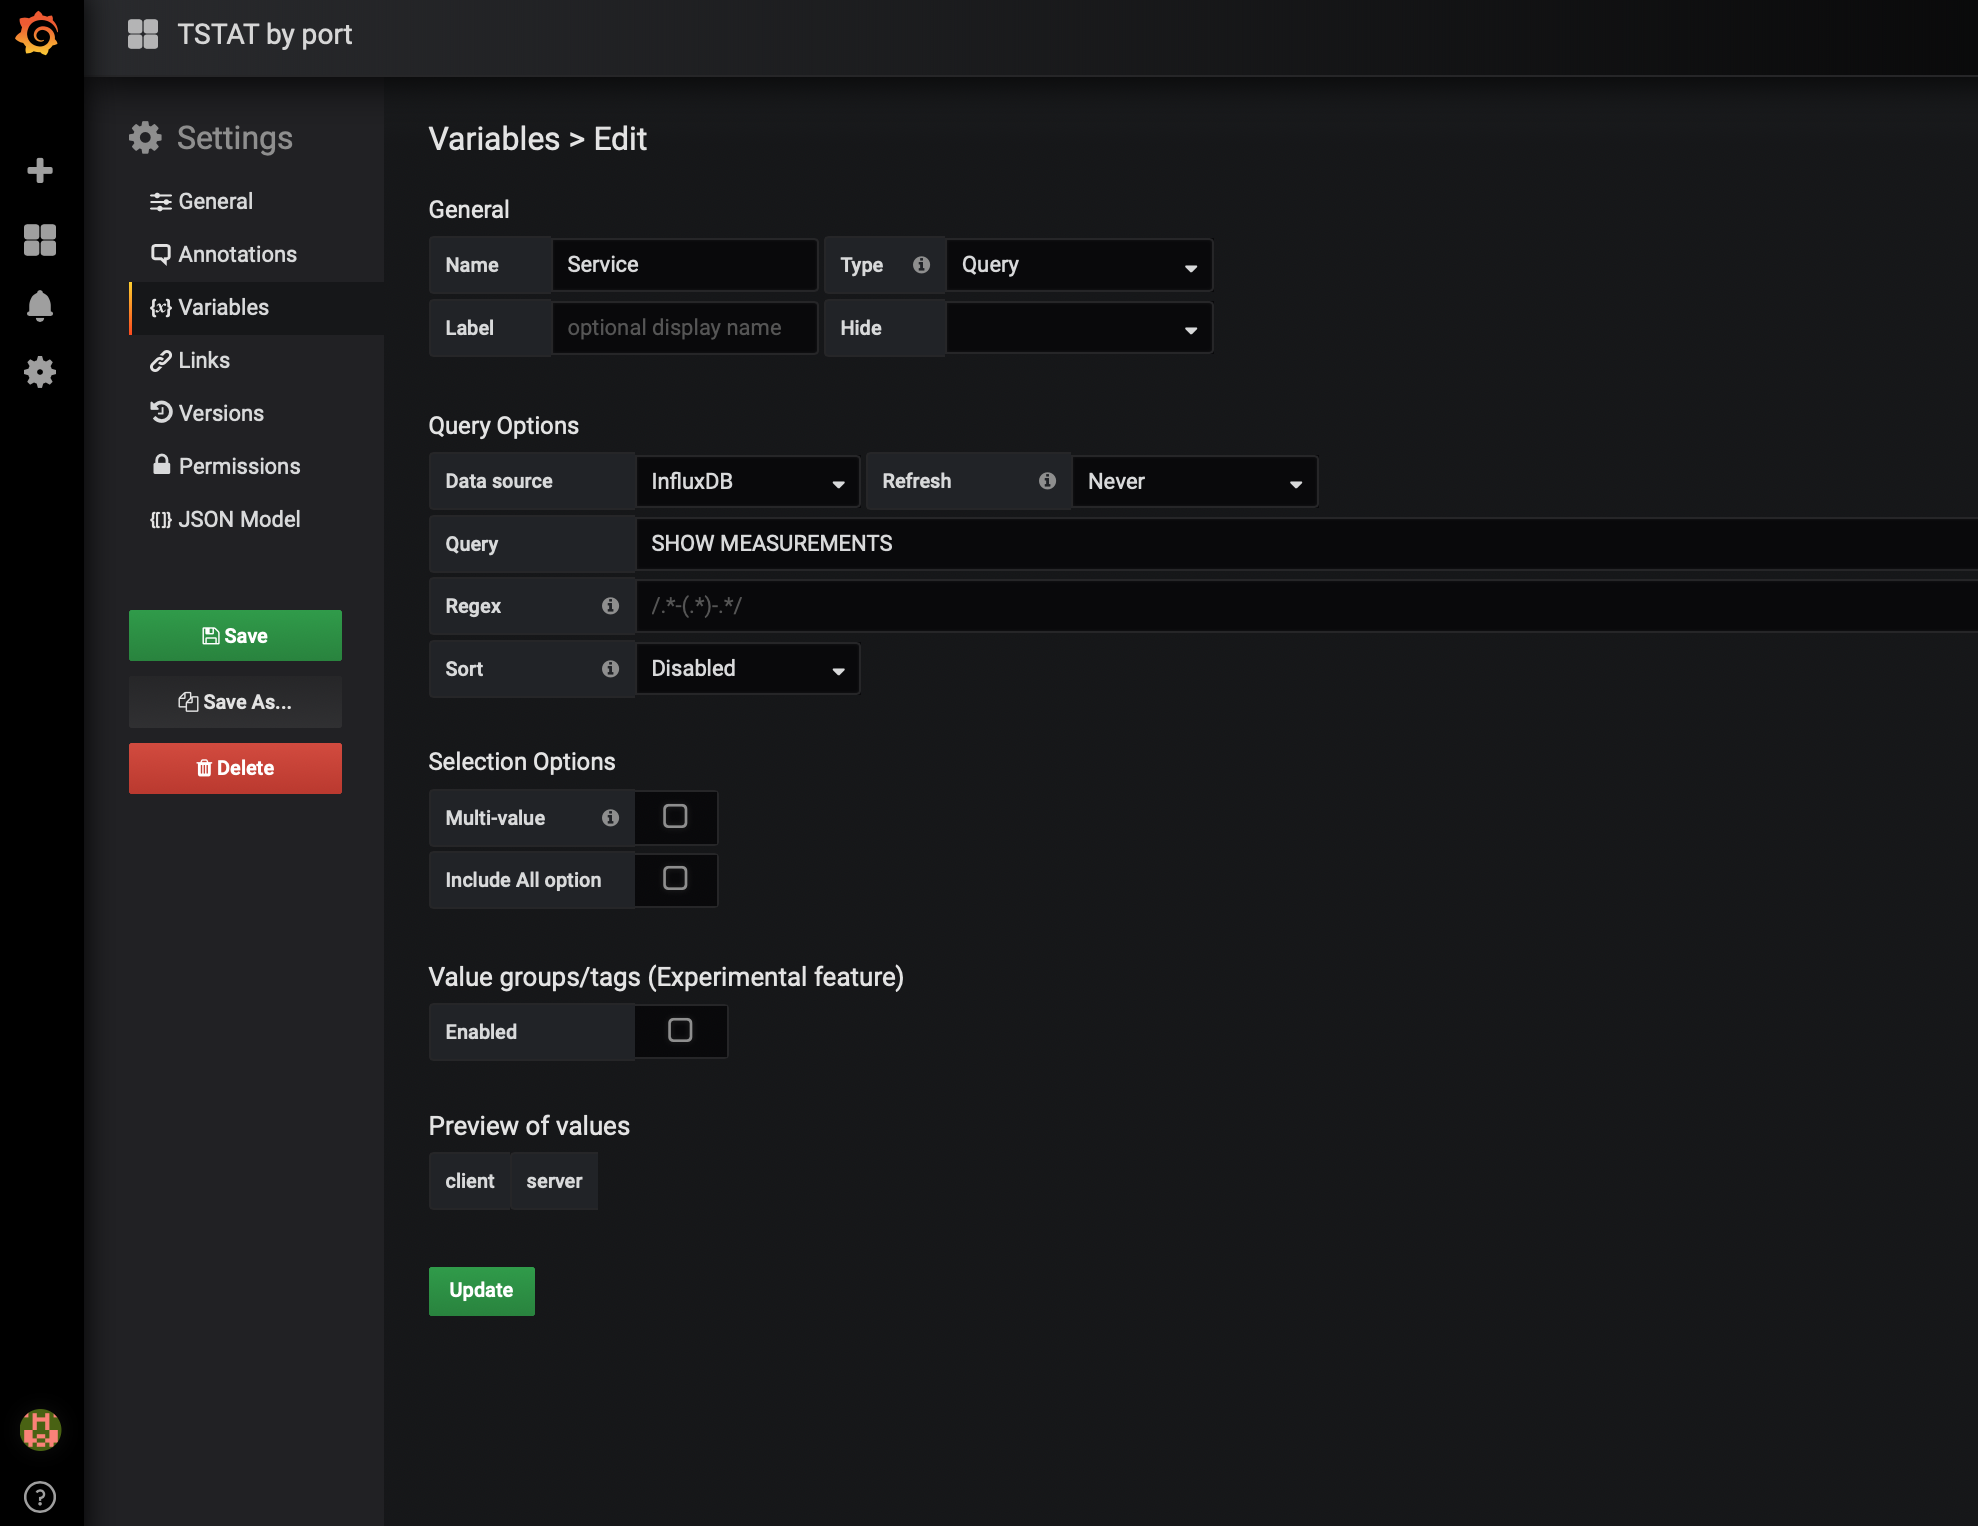 TSTAT by port
Settings
General
Annotations
Variables
Links
Versions
Permissions
JSON Model
Save
Save As...
Delete
Variables > Edit
General
Name Service Type Query
Label optional display name Hide
Query Options
Data source InfluxDB Refresh Never
Query SHOW MEASUREMENTS
Regex /.*-(.*)-.*/
Sort Disabled
Selection Options
Multi-value
Include All option
Value groups/tags (Experimental feature)
Enabled
Preview of values
client server
Update